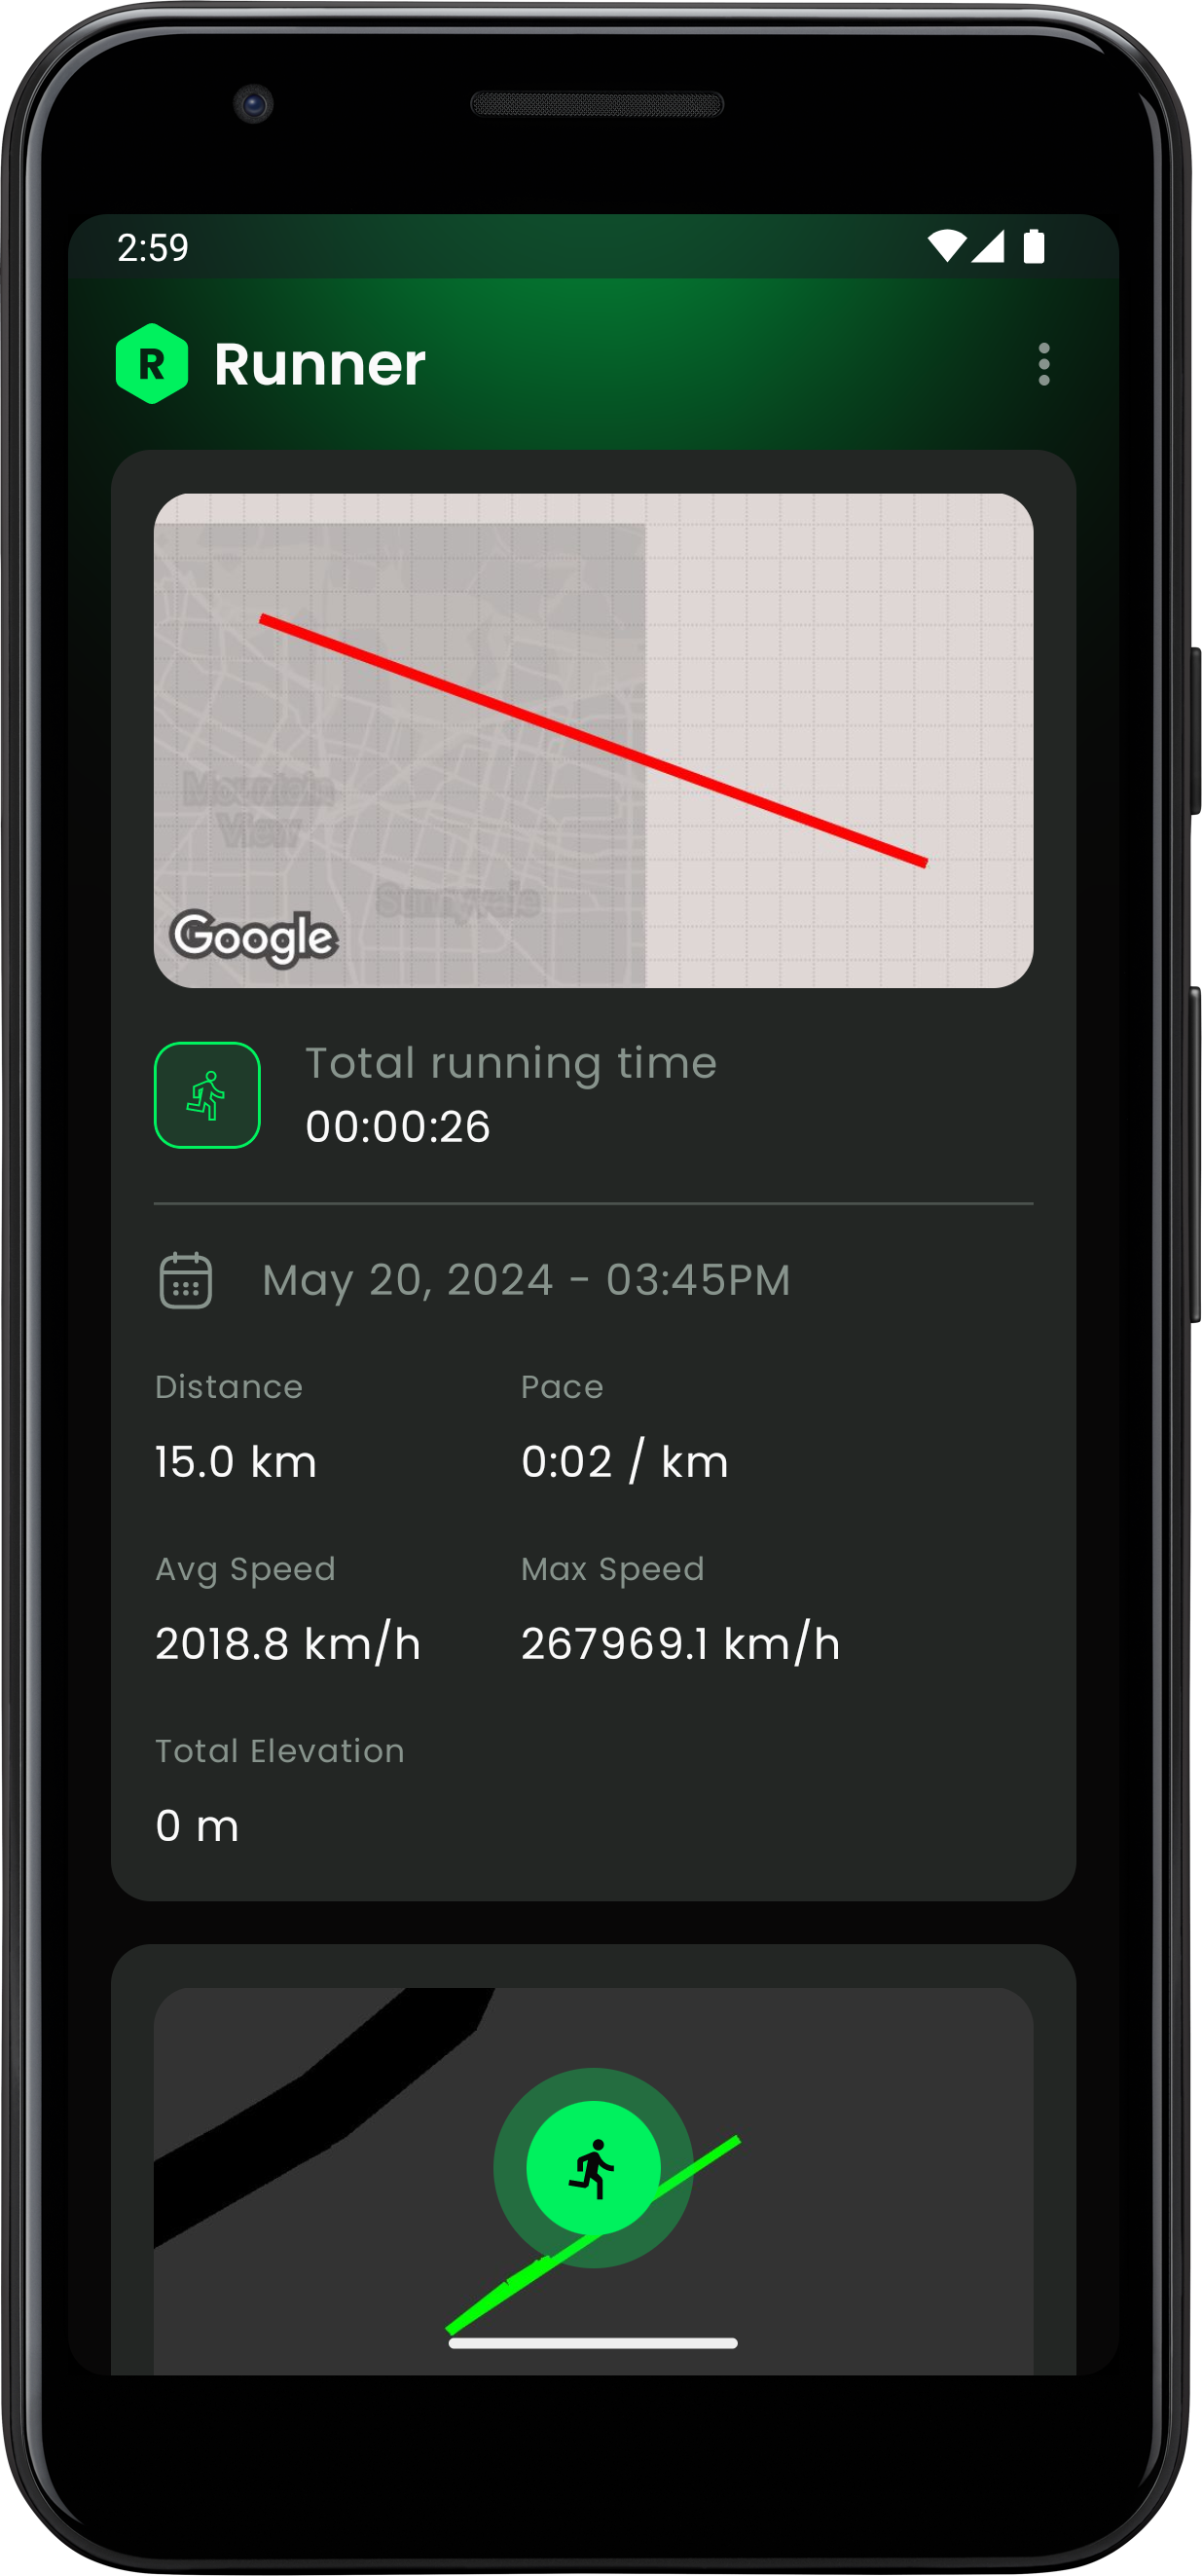 2:59
R Runner
Mountain
View
Sunnyvale
Google
Total running time
00:00:26
May 20, 2024 - 03:45PM
Distance Pace
15.0 km 0:02 / km
Avg Speed Max Speed
2018.8 km/h 267969.1 km/h
Total Elevation
0 m